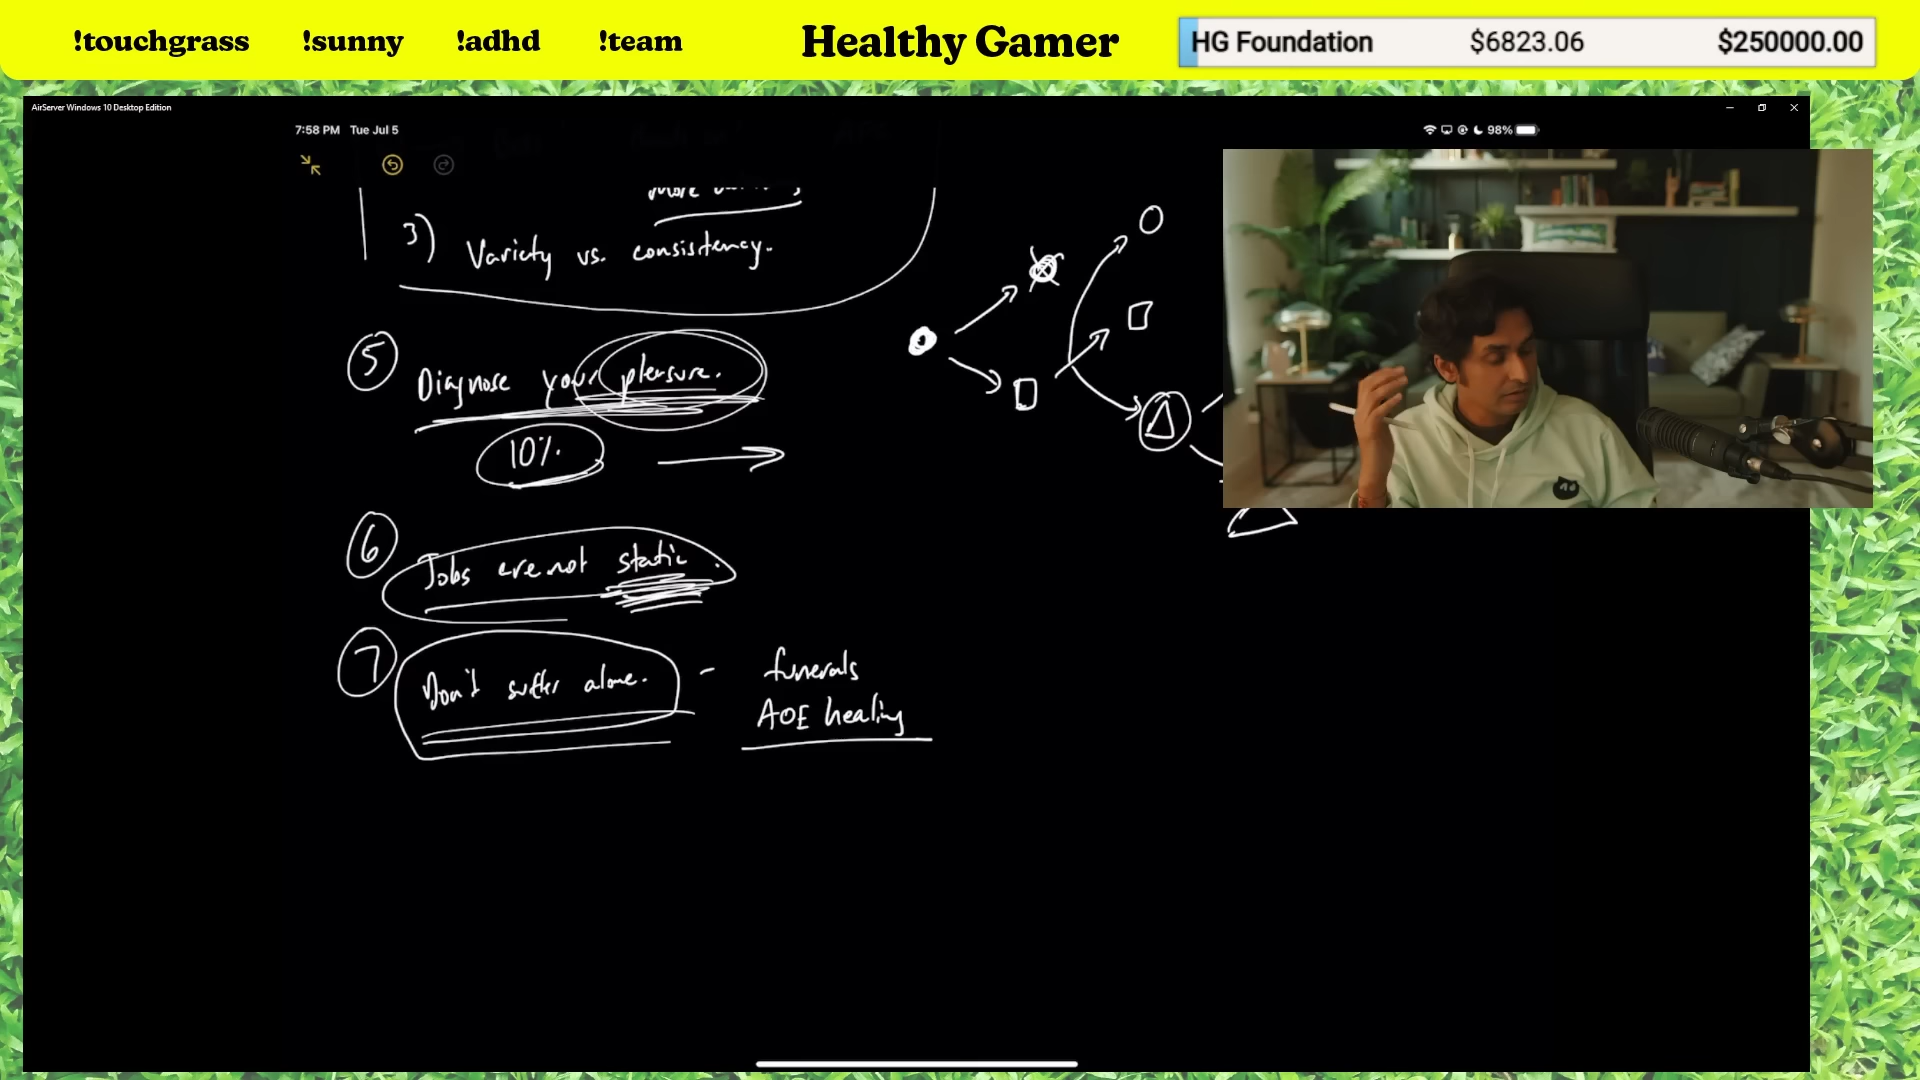 !touchgrass !sunny !adhd !team Healthy Gamer HG Foundation $6823.06 $250000.00
AirServer Windows 10 Desktop Edition
7:58 PM Tue Jul 5 98%
More
3) Variety vs. consistency.
5 Diagnose your pleasure.
10%
6 Jobs are not static.
7 Don't suffer alone. - funerals
AOE healing